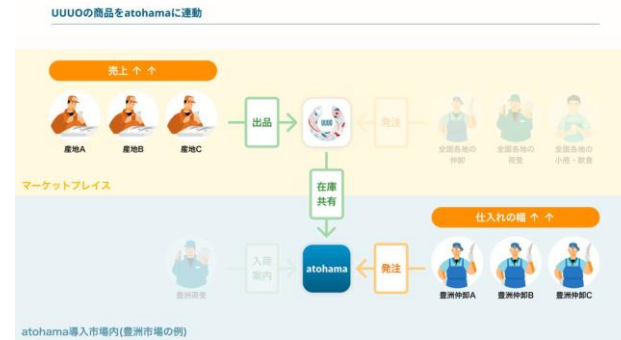 UUUOの商品をatohamaに連動
売上 ↑ ↑
出品
UUUO
発注
産地A
産地B
産地C
全国各地の
仲卸
全国各地の
荷受
全国各地の
小売・飲食
マーケットプレイス
在庫
共有
仕入れの幅 ↑ ↑
入荷
案内
atohama
発注
豊洲荷受
豊洲仲卸A
豊洲仲卸B
豊洲仲卸C
atohama導入市場内(豊洲市場の例)